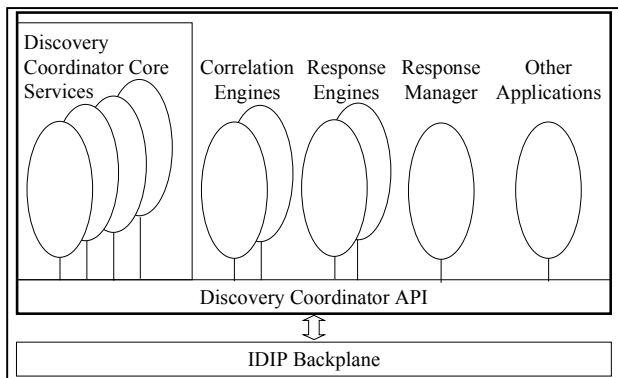 Discovery
Coordinator Core
Services
Correlation
Engines
Response
Engines
Response
Manager
Other
Applications
Discovery Coordinator API
IDIP Backplane